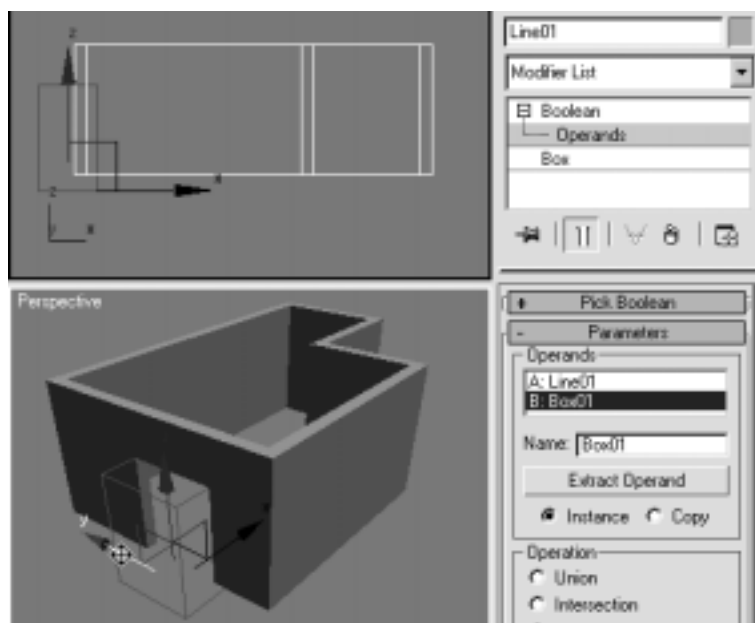 z
x
z
y x
Perspective
y
x
Line01
Modifier List
Boolean
Operands
Box
+ Pick Boolean
- Parameters
Operands
A: Line01
B: Box01
Name: Box01
Extract Operand
Instance Copy
Operation
Union
Intersection